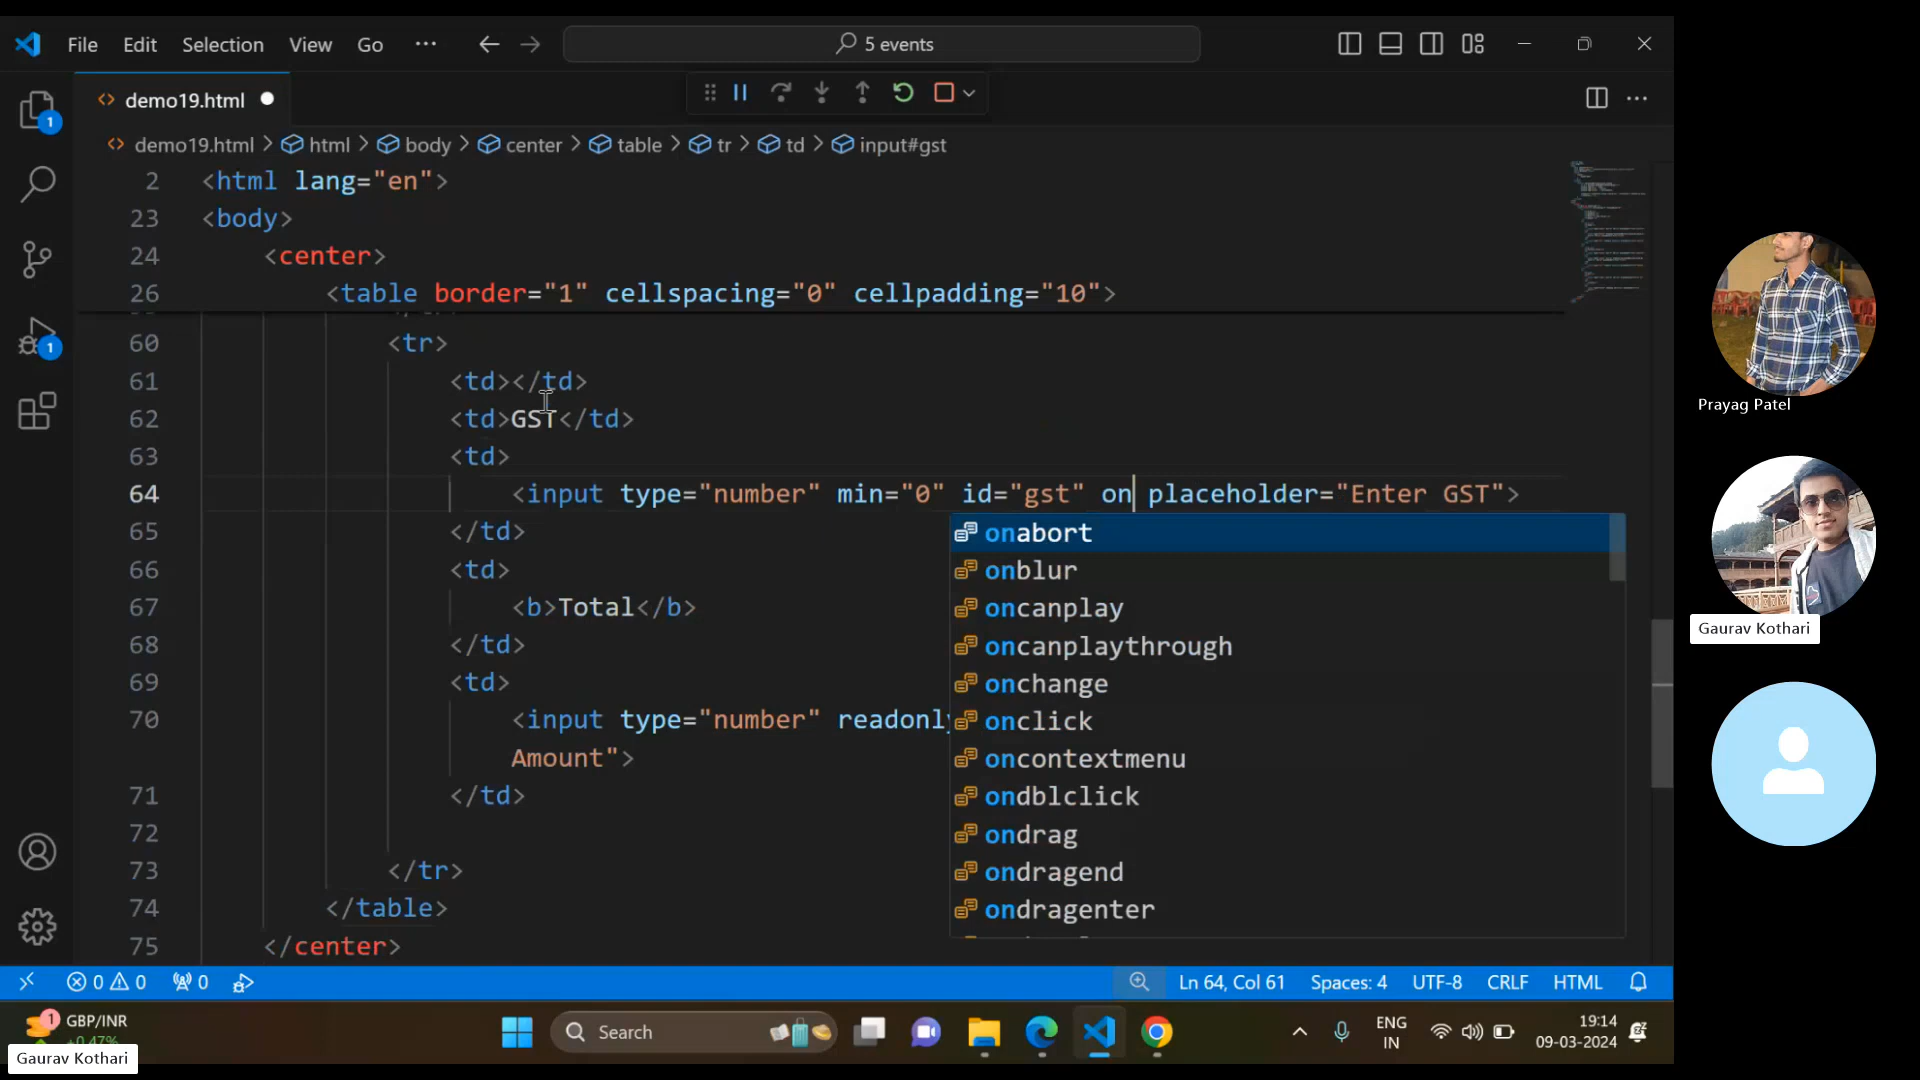 File Edit Selection View Go ··· 5 events
demo19.html
demo19.html > html > body > center > table > tr > td > input#gst
2 <html lang="en">
23 <body>
24 <center>
26 <table border="1" cellspacing="0" cellpadding="10">
60 <tr>
61 <td></td>
62 <td>GST</td>
63 <td>
64 <input type="number" min="0" id="gst" on placeholder="Enter GST">
65 </td>
66 <td>
67 <b>Total</b>
68 </td>
69 <td>
70 <input type="number" readonly
Amount">
71 </td>
72
73 </tr>
74 </table>
75 </center>
onabort
onblur
oncanplay
oncanplaythrough
onchange
onclick
oncontextmenu
ondblclick
ondrag
ondragend
ondragenter
1
1
0 0 0 Ln 64, Col 61 Spaces: 4 UTF-8 CRLF HTML
1 GBP/INR
+0.47%
Search
ENG
IN
19:14
09-03-2024
Gaurav Kothari
Prayag Patel
Gaurav Kothari